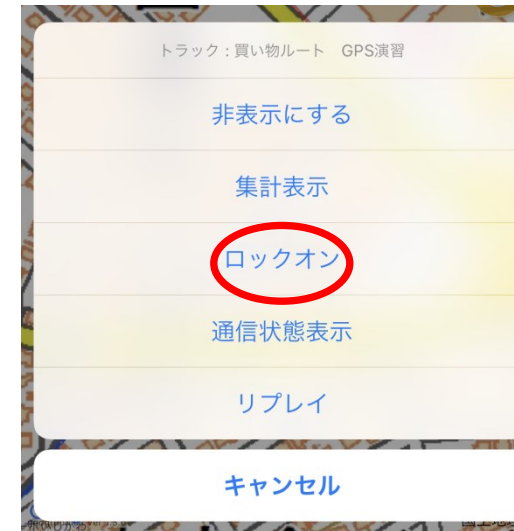 トラック：買い物ルート　GPS演習
非表示にする
集計表示
ロックオン
通信状態表示
リプレイ
キャンセル